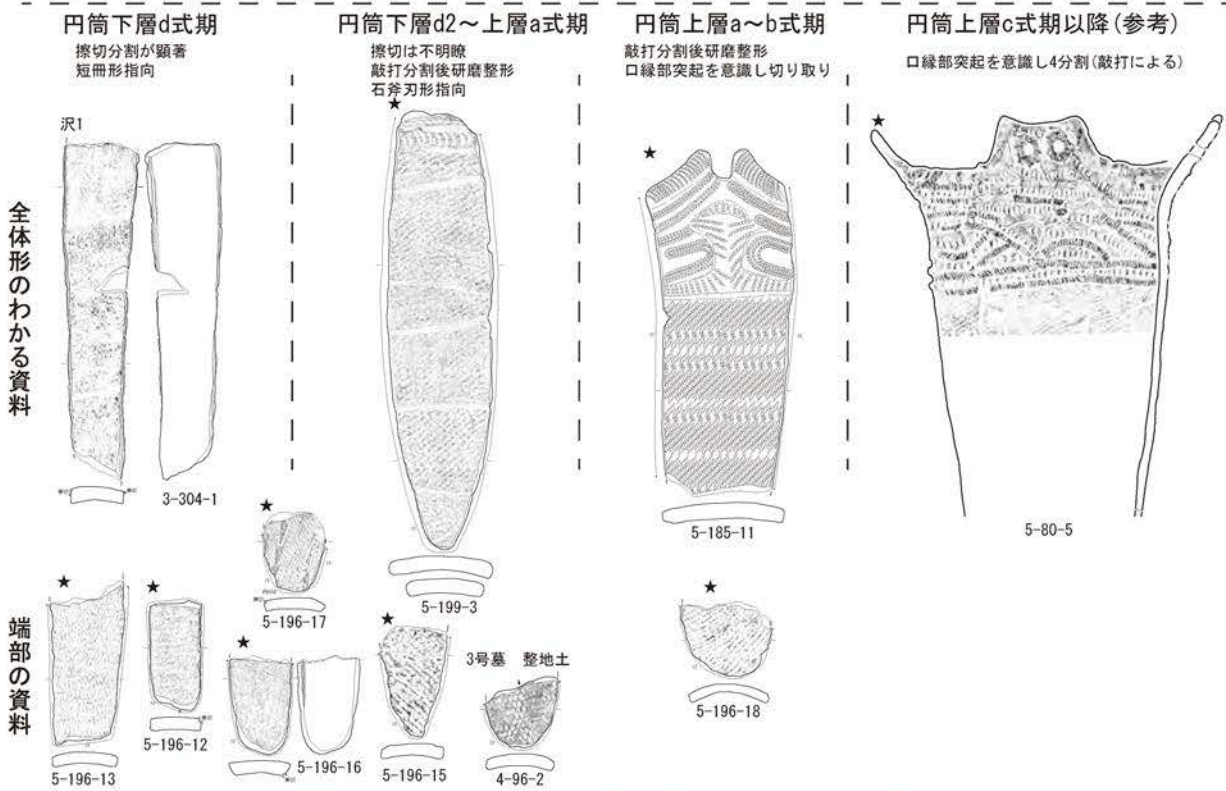 円筒下層d式期
擦切分割が顕著
短冊形指向
円筒下層d2～上層a式期
擦切は不明瞭
敲打分割後研磨整形
石斧刃形指向
円筒上層a～b式期
敲打分割後研磨整形
口縁部突起を意識し切り取り
円筒上層c式期以降(参考)
口縁部突起を意識し4分割(敲打による)
全体形のわかる資料
沢1
3-304-1
★
5-199-3
★
5-185-11
★
5-80-5
★
5-196-17
端部の資料
★
5-196-13
★
5-196-12
★
5-196-16
★
5-196-15
3号墓 整地土
4-96-2
★
5-196-18